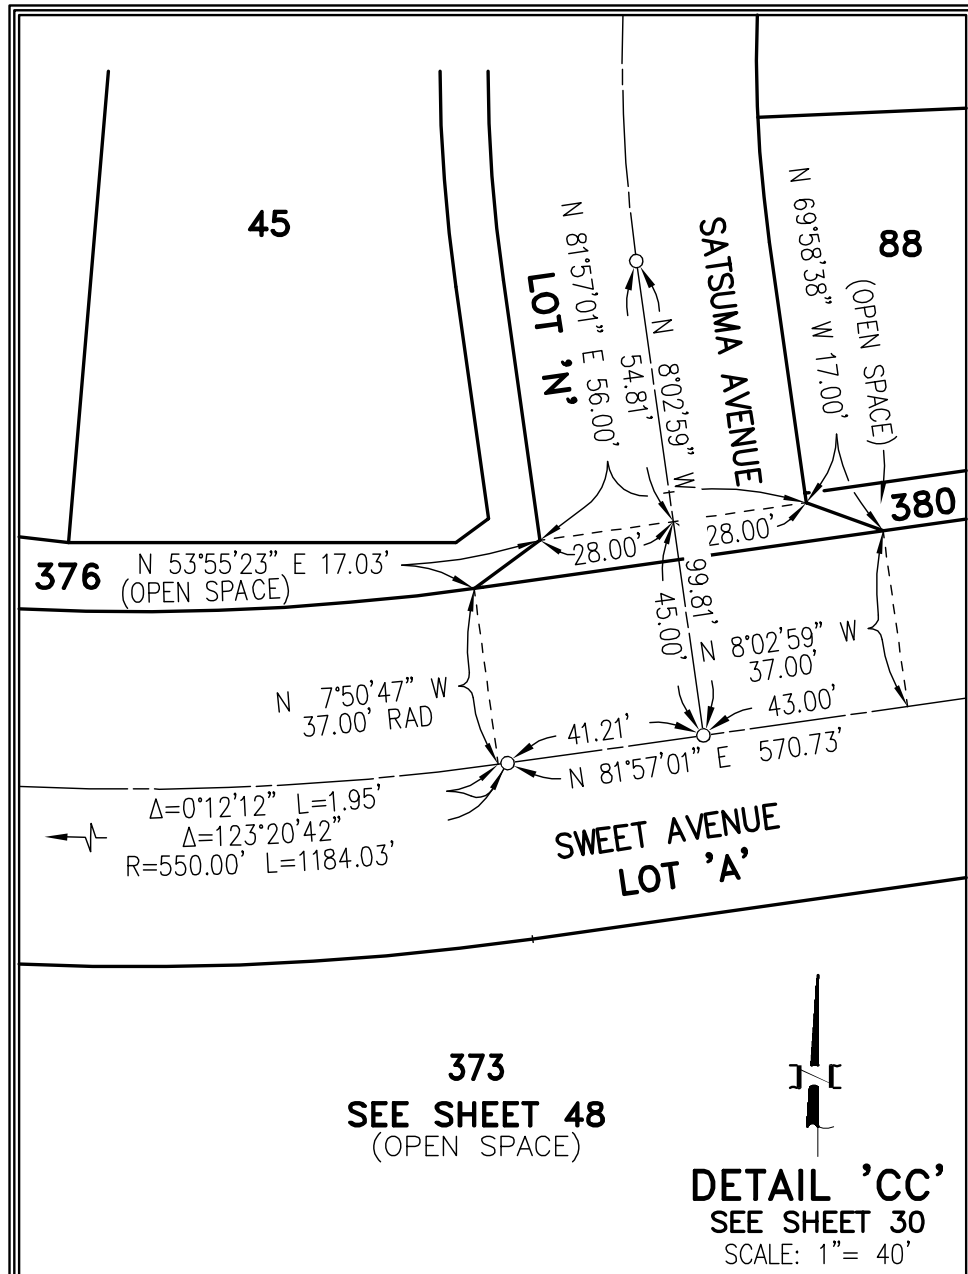 45
88
N 69°58'38" W 17.00'
(OPEN SPACE)
SATSUMA AVENUE
N 81°57'01" E 56.00'
LOT 'N'
N 8°02'59" W
54.81'
99.81'
45.00'
28.00'
28.00'
380
376
N 53°55'23" E 17.03'
(OPEN SPACE)
N 8°02'59" W
37.00'
N 7°50'47" W
37.00' RAD
43.00'
41.21'
N 81°57'01" E 570.73'
Δ=0°12'12" L=1.95'
Δ=123°20'42"
R=550.00' L=1184.03'
SWEET AVENUE
LOT 'A'
373
SEE SHEET 48
(OPEN SPACE)
DETAIL 'CC'
SEE SHEET 30
SCALE: 1"= 40'